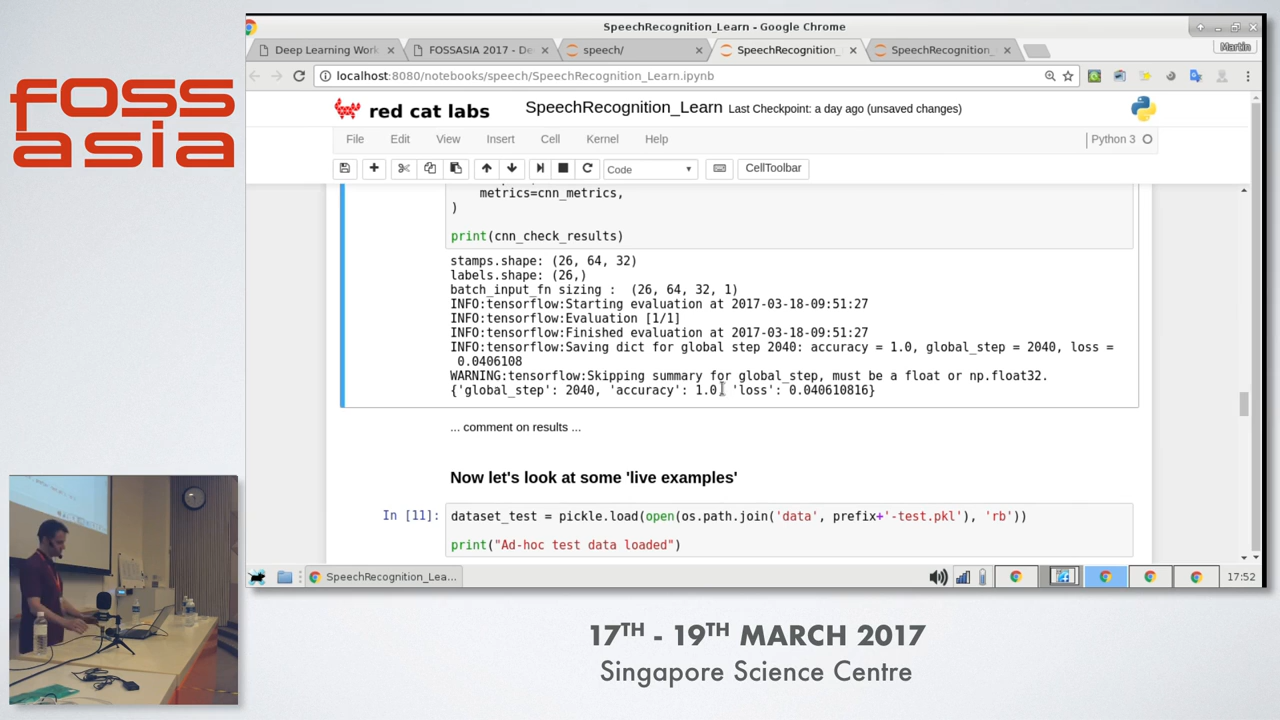 foss
asia
SpeechRecognition_Learn - Google Chrome
Martin
Deep Learning Work
FOSSASIA 2017 - De
speech/
SpeechRecognition_
SpeechRecognition_
localhost:8080/notebooks/speech/SpeechRecognition_Learn.ipynb
red cat labs
SpeechRecognition_Learn Last Checkpoint: a day ago (unsaved changes)
File Edit View Insert Cell Kernel Help Python 3
Code CellToolbar
metrics=cnn_metrics,
)
print(cnn_check_results)
stamps.shape: (26, 64, 32)
labels.shape: (26,)
batch_input_fn sizing : (26, 64, 32, 1)
INFO:tensorflow:Starting evaluation at 2017-03-18-09:51:27
INFO:tensorflow:Evaluation [1/1]
INFO:tensorflow:Finished evaluation at 2017-03-18-09:51:27
INFO:tensorflow:Saving dict for global step 2040: accuracy = 1.0, global_step = 2040, loss =
0.0406108
WARNING:tensorflow:Skipping summary for global_step, must be a float or np.float32.
{'global_step': 2040, 'accuracy': 1.0, 'loss': 0.040610816}
... comment on results ...
Now let's look at some 'live examples'
In [11]: dataset_test = pickle.load(open(os.path.join('data', prefix+'-test.pkl'), 'rb'))
print("Ad-hoc test data loaded")
SpeechRecognition_Lea...
17:52
17TH - 19TH MARCH 2017
Singapore Science Centre